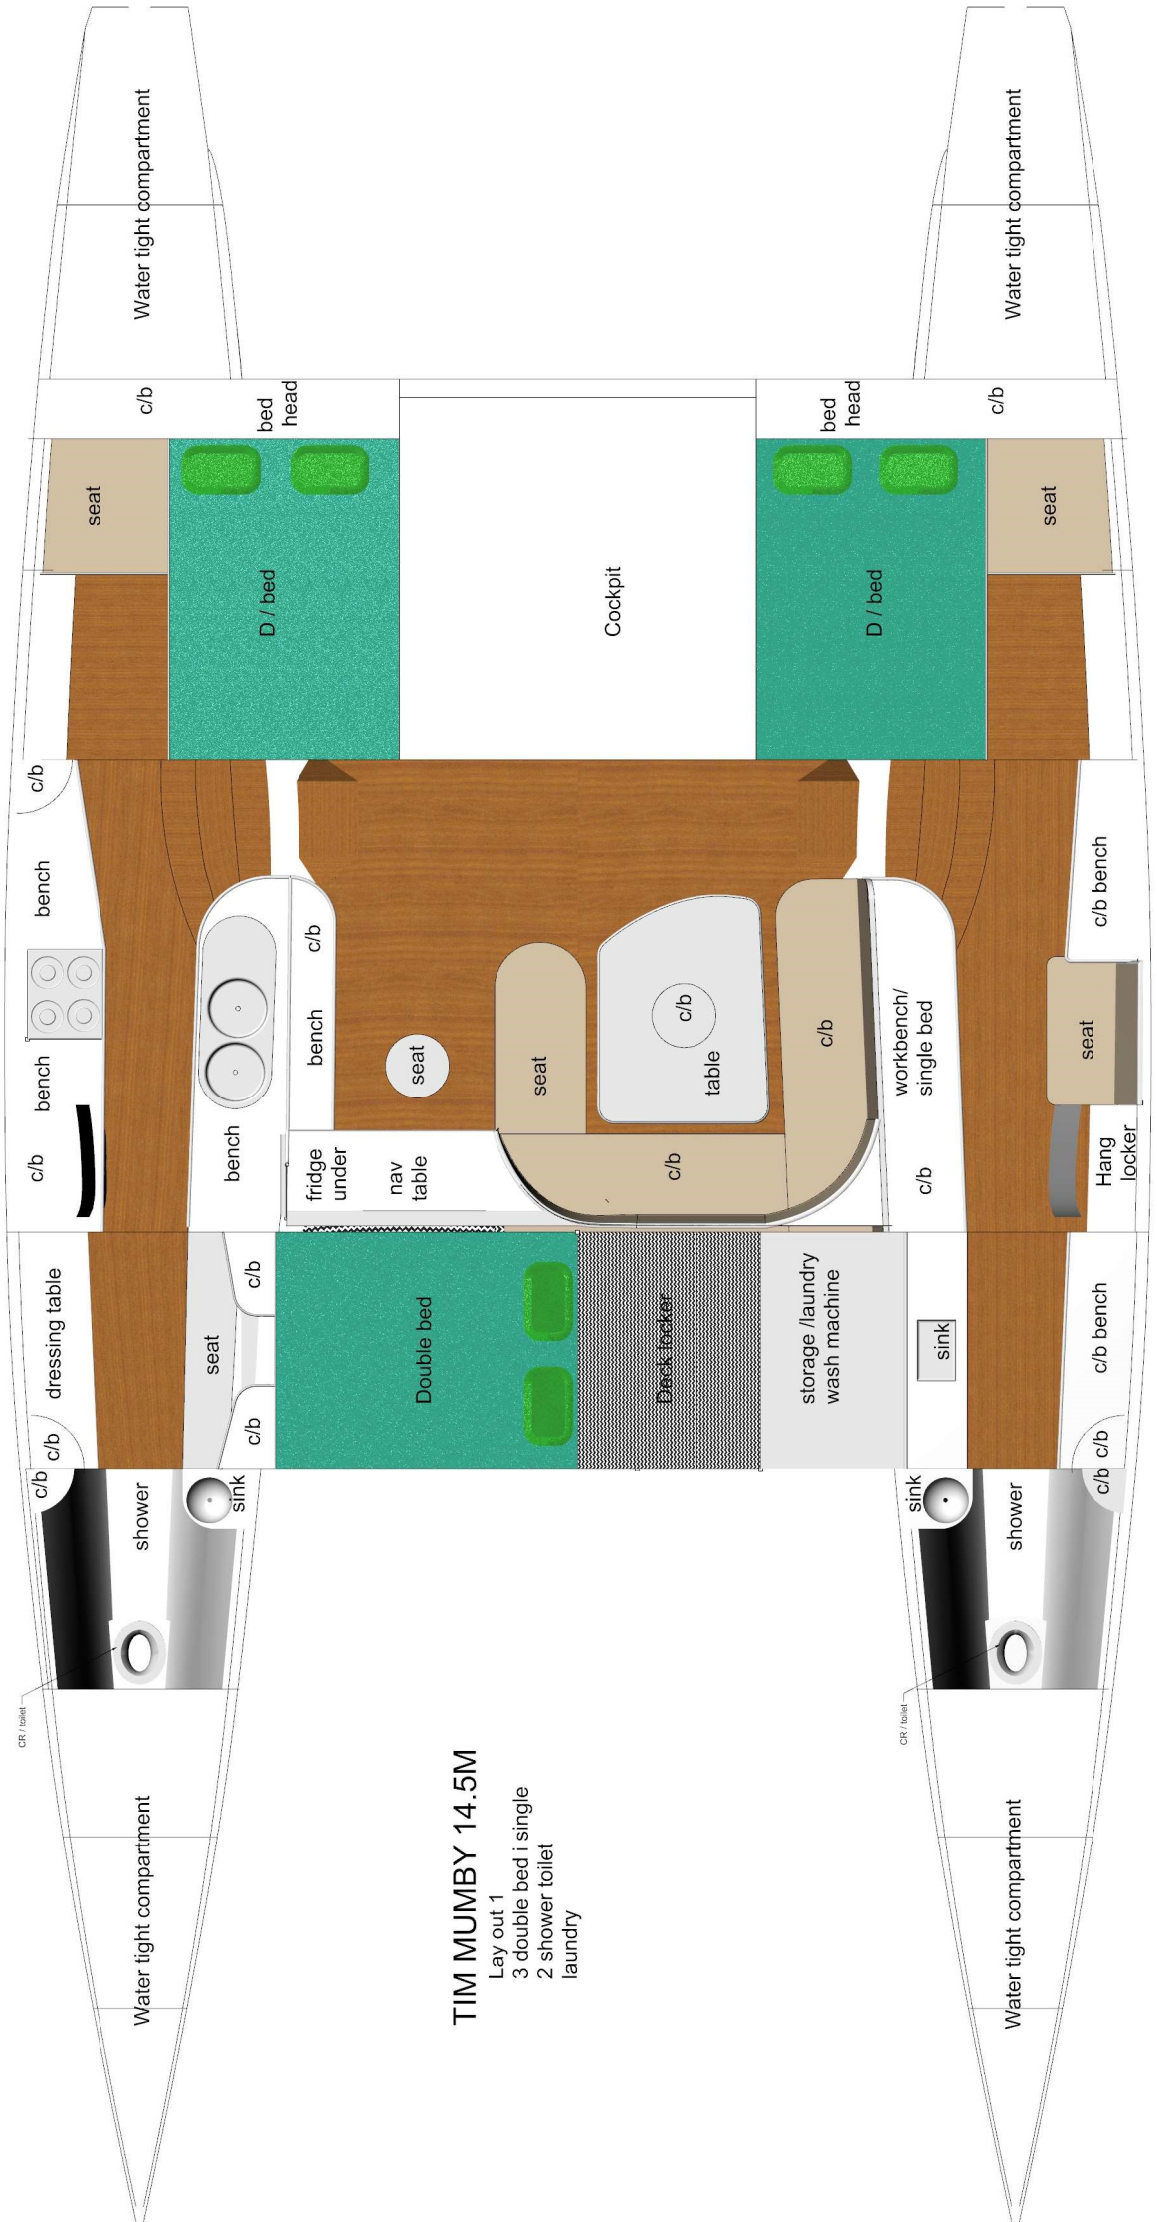 CR / toilet
c/b
c/b
dressing table
c/b
bench
bench
c/b
Water tight compartment
shower
seat
c/b
Water tight compartment
sink
seat
c/b
c/b
bench
D / bed
bed
head
fridge
under
bench
c/b
nav
table
seat
Double bed
TIM MUMBY 14.5M
Lay out 1
3 double bed i single
2 shower toilet
laundry
seat
Cockpit
Deck locker
c/b
c/b
table
storage /laundry
wash machine
c/b
bed
head
D / bed
CR / toilet
sink
sink
c/b
workbench/
single bed
Water tight compartment
shower
seat
c/b
Water tight compartment
c/b
c/b
c/b bench
Hang
locker
seat
c/b bench